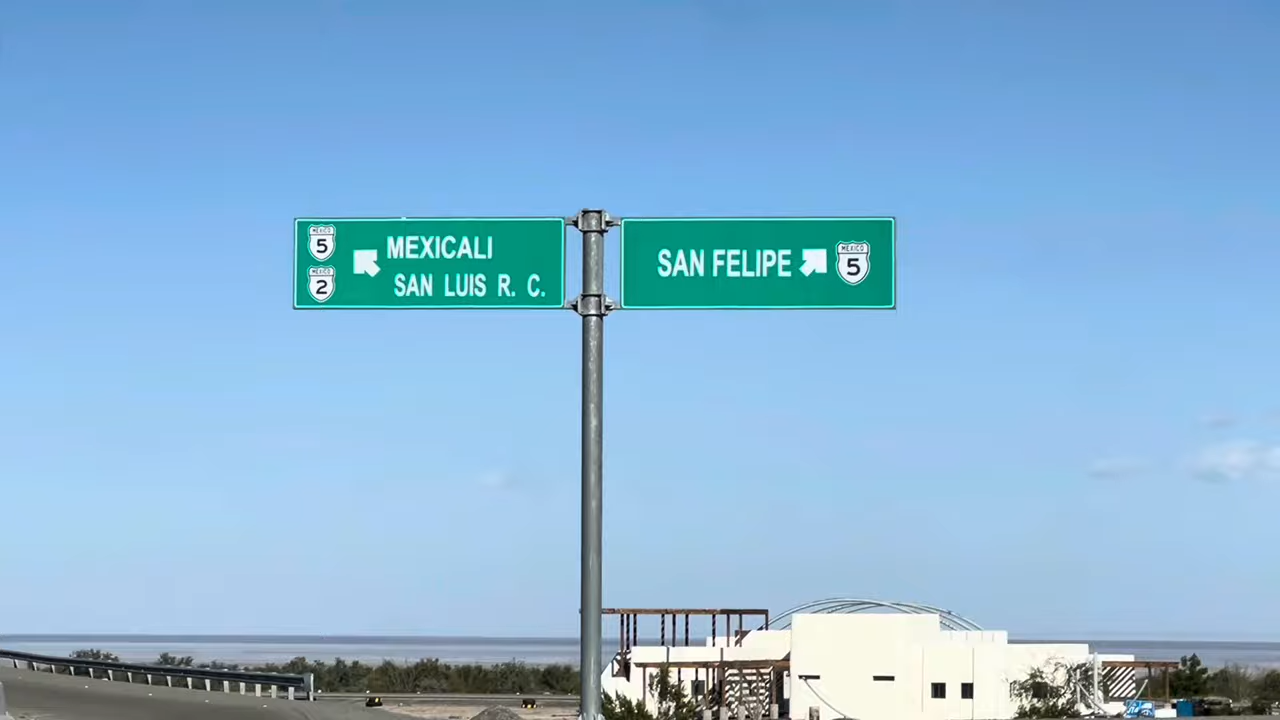 MEXICO
5
MEXICO
2
MEXICALI
SAN LUIS R. C.
SAN FELIPE
MEXICO
5